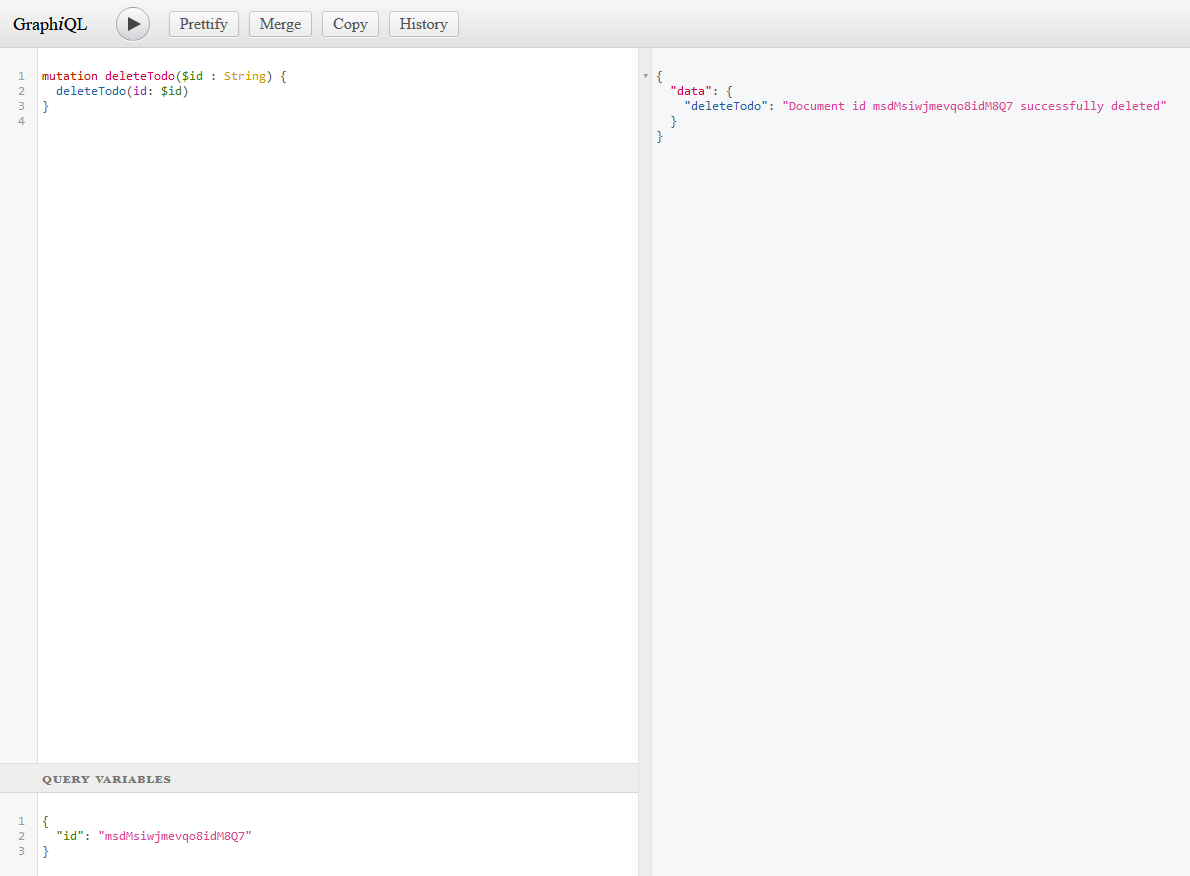 GraphiQL
Prettify
Merge
Copy
History
1 mutation deleteTodo($id : String) {
2 deleteTodo(id: $id)
3 }
4
{
"data": {
"deleteTodo": "Document id msdMsiwjmevqo8idM8Q7 successfully deleted"
}
}
QUERY VARIABLES
1 {
2 "id": "msdMsiwjmevqo8idM8Q7"
3 }